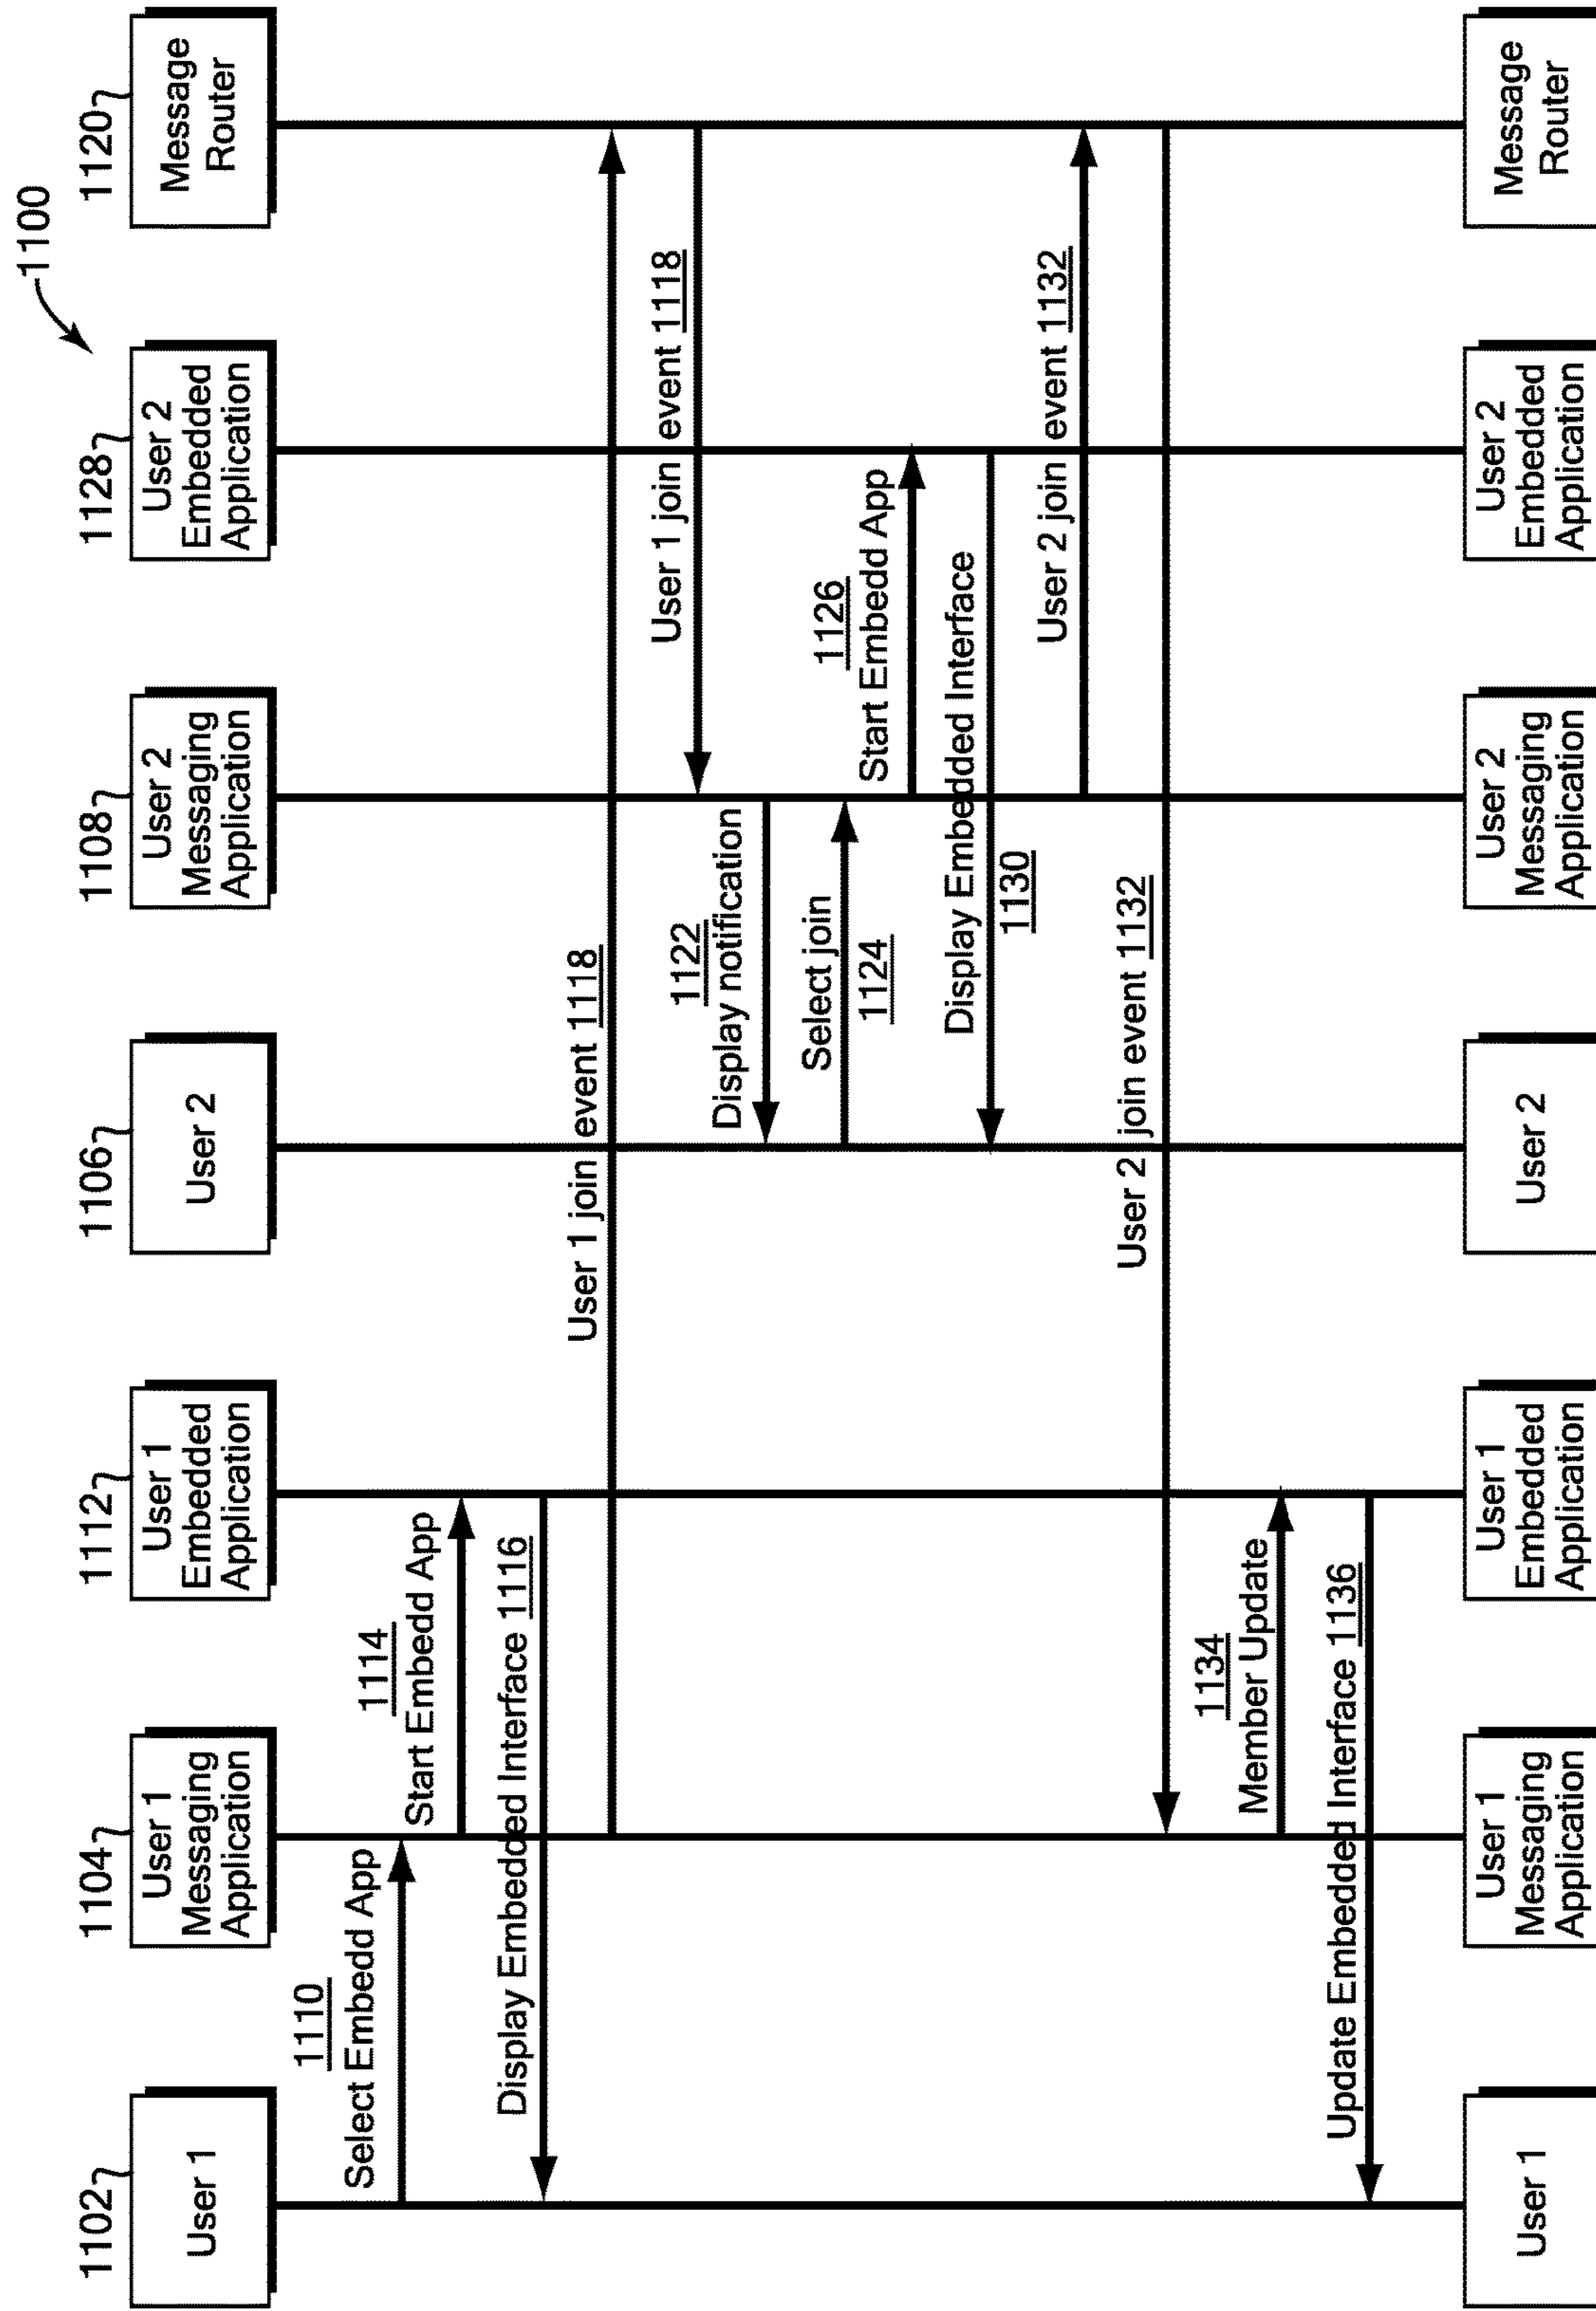 1100
1102
1104
1112
1106
1108
1128
1120
User 1
User 1
Messaging
Application
User 1
Embedded
Application
User 2
User 2
Messaging
Application
User 2
Embedded
Application
Message
Router
1110
Select Embedd App
1114
Start Embedd App
Display Embedded Interface 1116
User 1 join event 1118
User 1 join event 1118
1122
Display notification
Select join
1124
1126
Start Embedd App
Display Embedded Interface
1130
User 2 join event 1132
User 2 join event 1132
1134
Member Update
Update Embedded Interface 1136
User 1
User 1
Messaging
Application
User 1
Embedded
Application
User 2
User 2
Messaging
Application
User 2
Embedded
Application
Message
Router